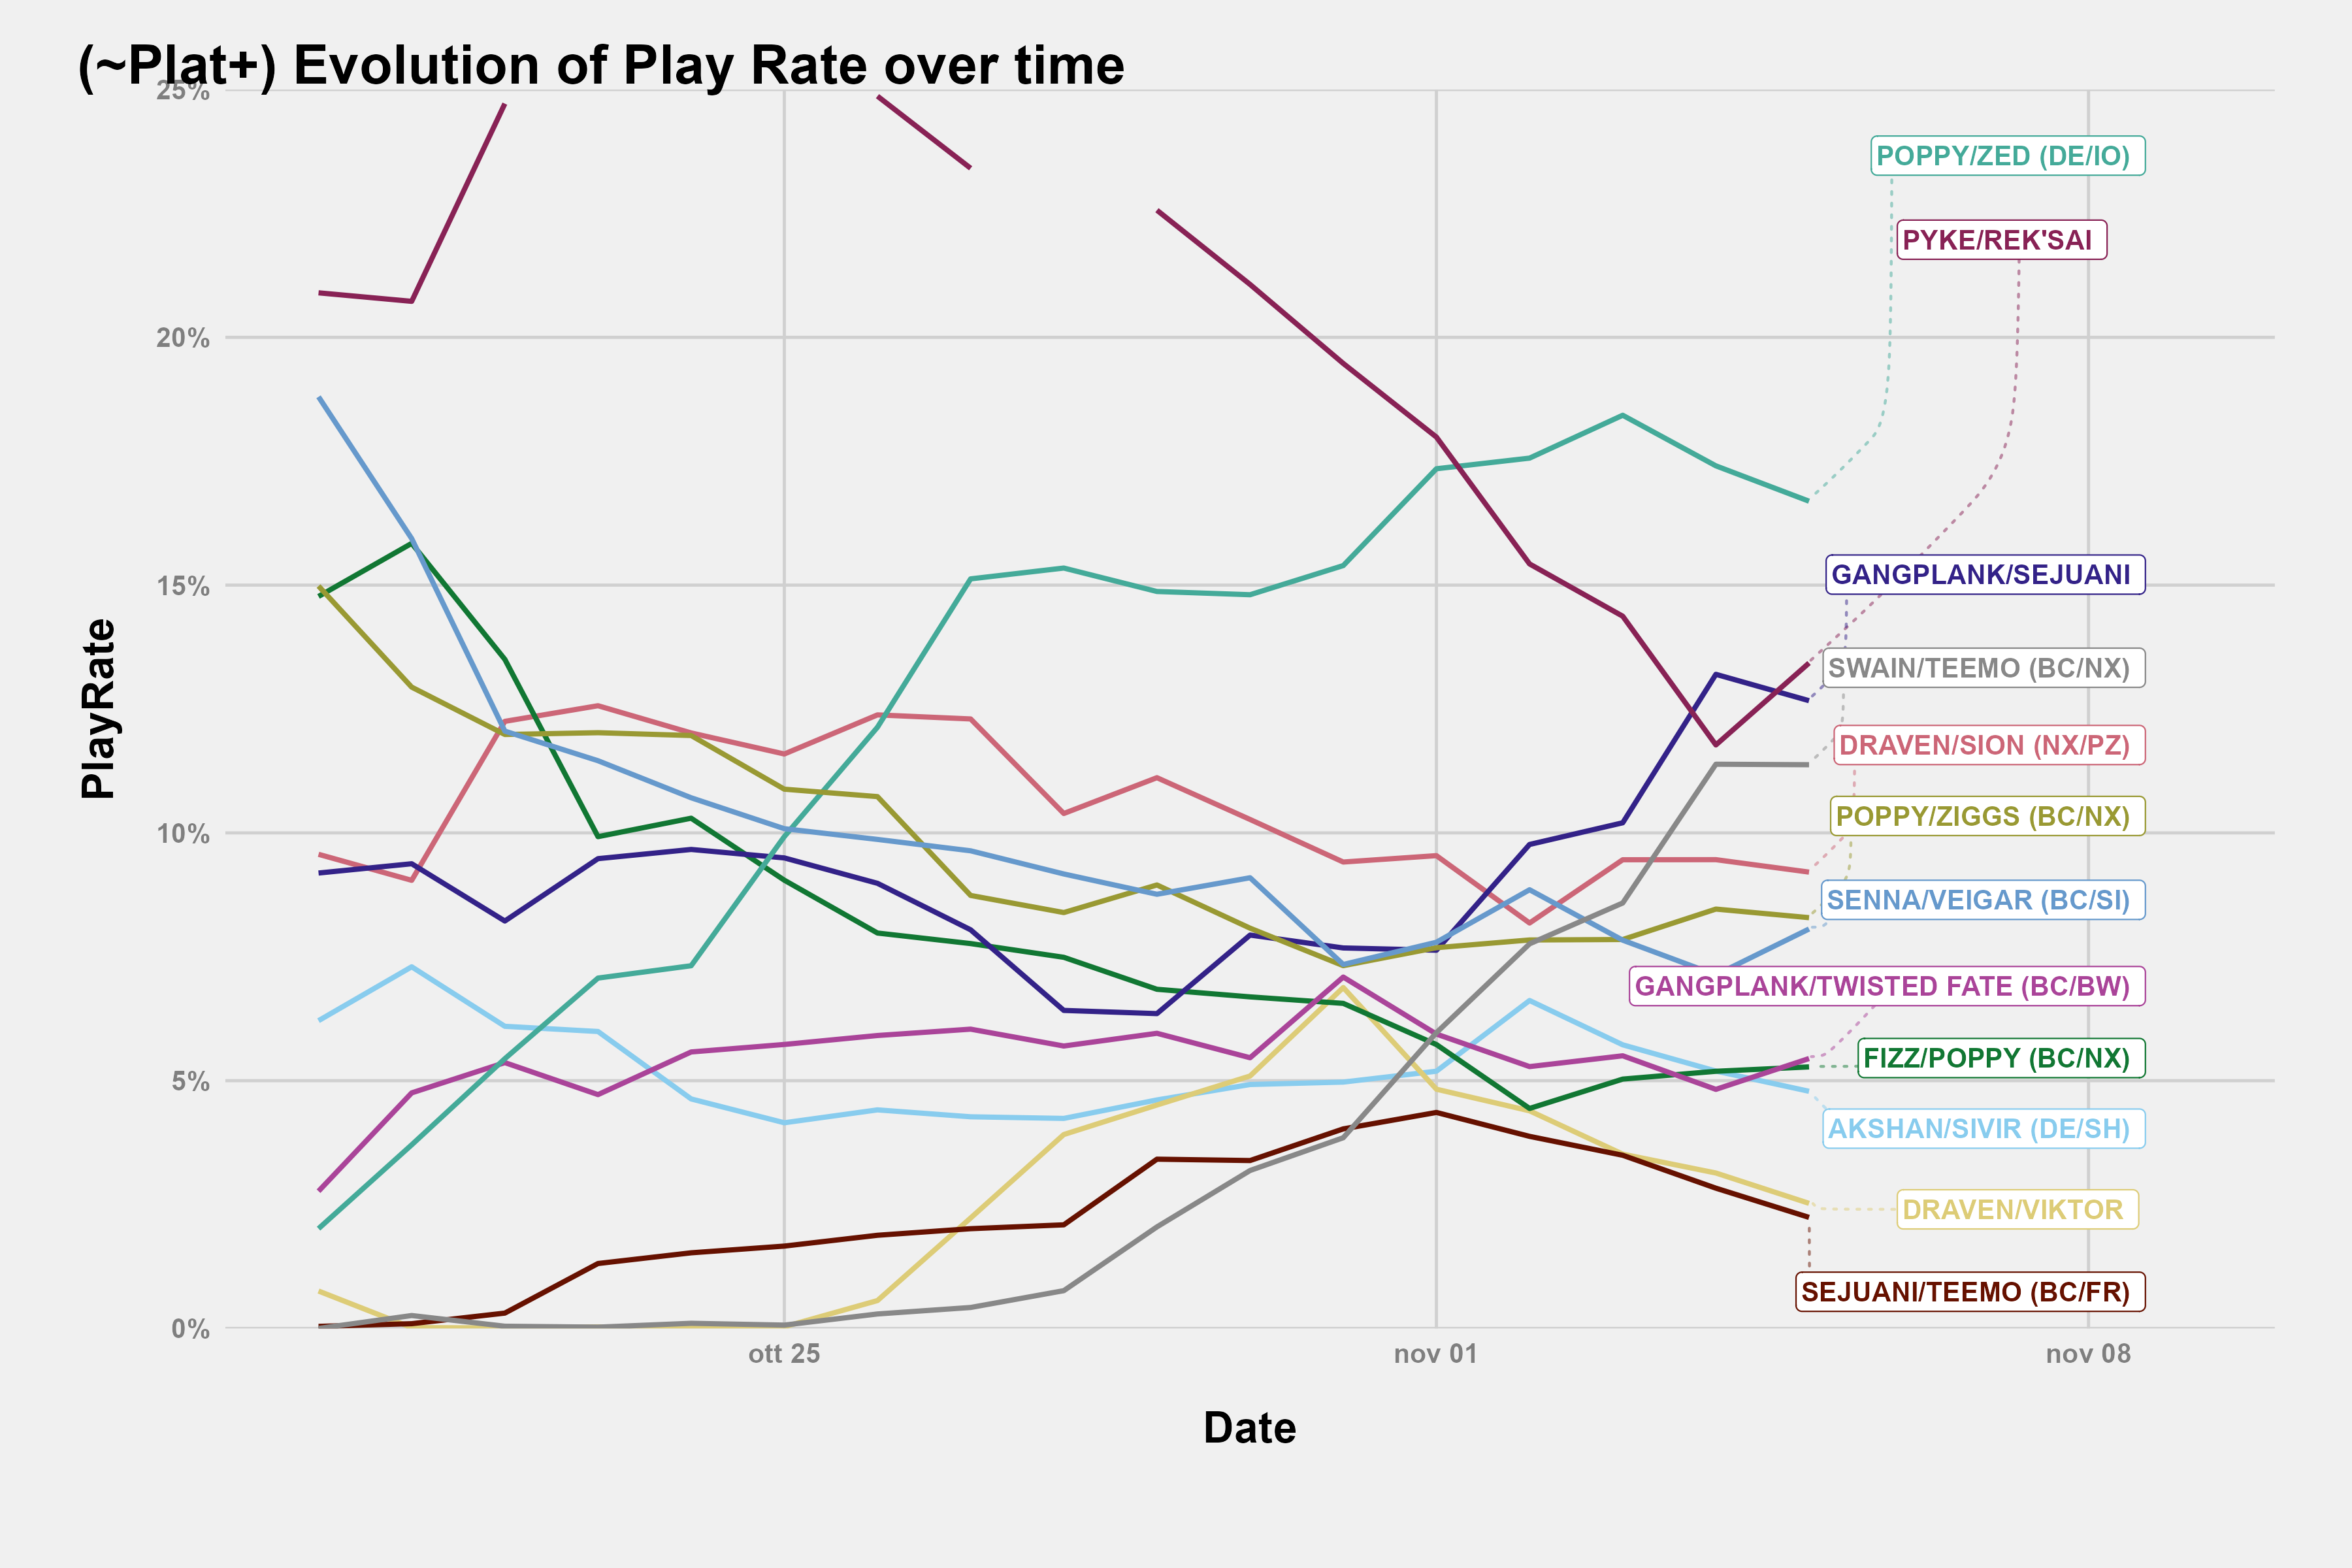 (~Plat+) Evolution of Play Rate over time
25%
20%
15%
10%
5%
0%
PlayRate
POPPY/ZED (DE/IO)
PYKE/REK'SAI
GANGPLANK/SEJUANI
SWAIN/TEEMO (BC/NX)
DRAVEN/SION (NX/PZ)
POPPY/ZIGGS (BC/NX)
SENNA/VEIGAR (BC/SI)
GANGPLANK/TWISTED FATE (BC/BW)
FIZZ/POPPY (BC/NX)
AKSHAN/SIVIR (DE/SH)
DRAVEN/VIKTOR
SEJUANI/TEEMO (BC/FR)
ott 25
nov 01
nov 08
Date